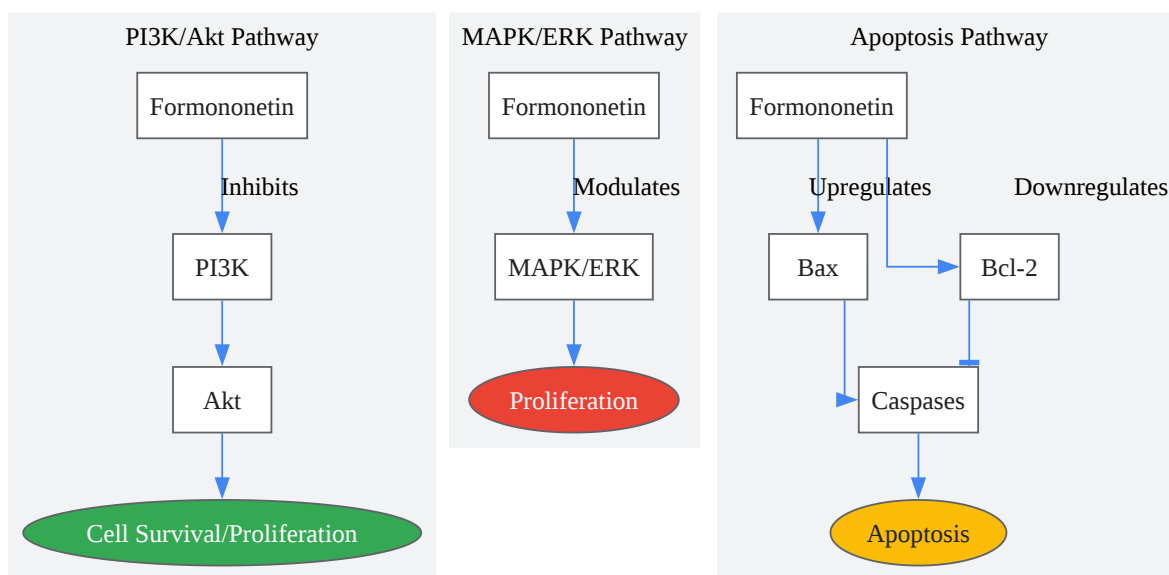 PI3K/Akt Pathway
Formononetin
Inhibits
PI3K
Akt
Cell Survival/Proliferation
MAPK/ERK Pathway
Formononetin
Modulates
MAPK/ERK
Proliferation
Apoptosis Pathway
Formononetin
Upregulates
Downregulates
Bax
Bcl-2
Caspases
Apoptosis